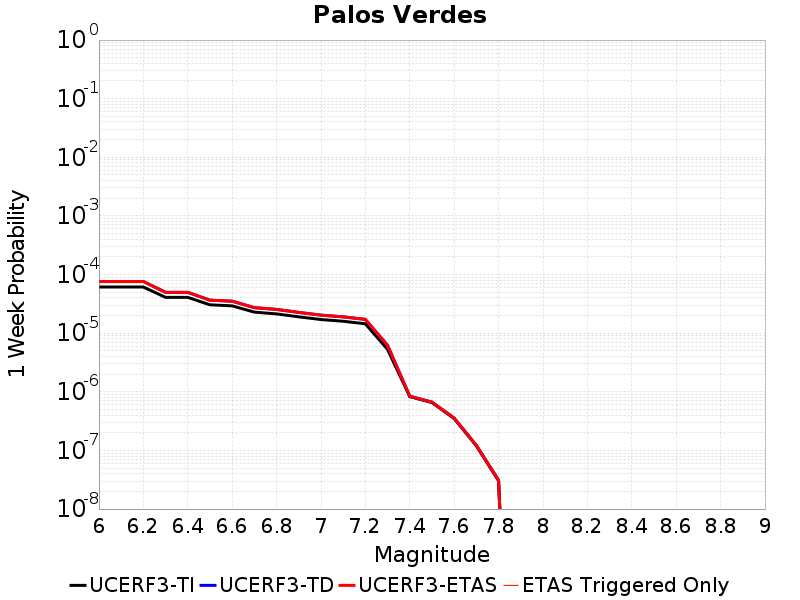 Palos Verdes
10^0
10^-1
10^-2
10^-3
10^-4
10^-5
10^-6
10^-7
10^-8
1 Week Probability
6 6.2 6.4 6.6 6.8 7 7.2 7.4 7.6 7.8 8 8.2 8.4 8.6 8.8 9
Magnitude
UCERF3-TI UCERF3-TD UCERF3-ETAS ETAS Triggered Only